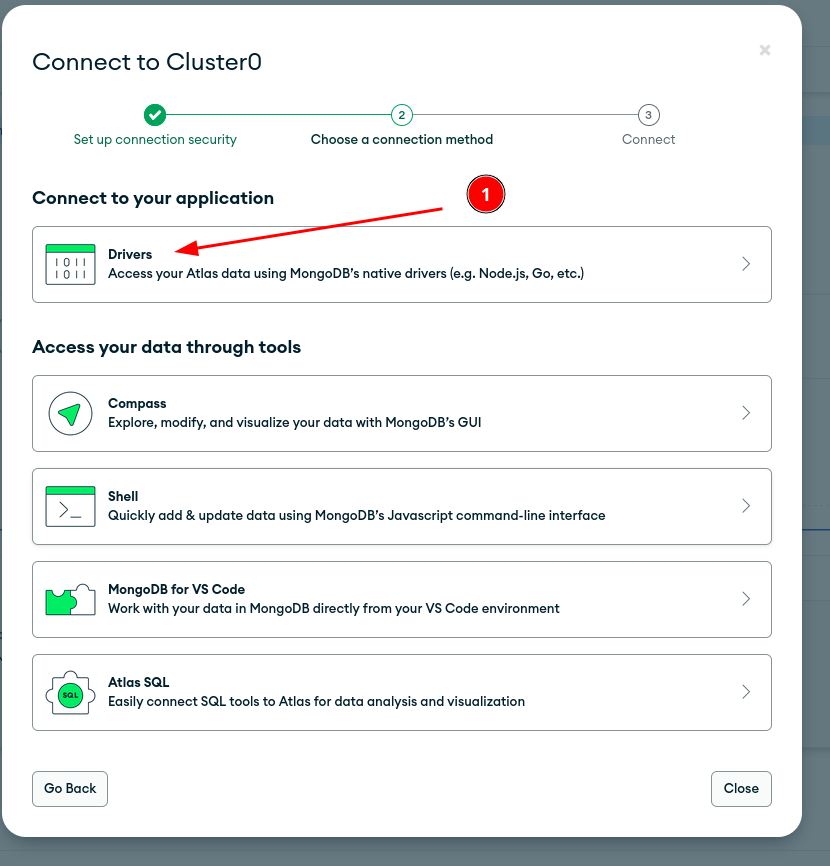 Connect to Cluster0
2
3
Set up connection security
Choose a connection method
Connect
Connect to your application
1
1011
1011
Drivers
Access your Atlas data using MongoDB's native drivers (e.g. Node.js, Go, etc.)
Access your data through tools
Compass
Explore, modify, and visualize your data with MongoDB's GUI
>_
Shell
Quickly add & update data using MongoDB's Javascript command-line interface
MongoDB for VS Code
Work with your data in MongoDB directly from your VS Code environment
SQL
Atlas SQL
Easily connect SQL tools to Atlas for data analysis and visualization
Go Back
Close